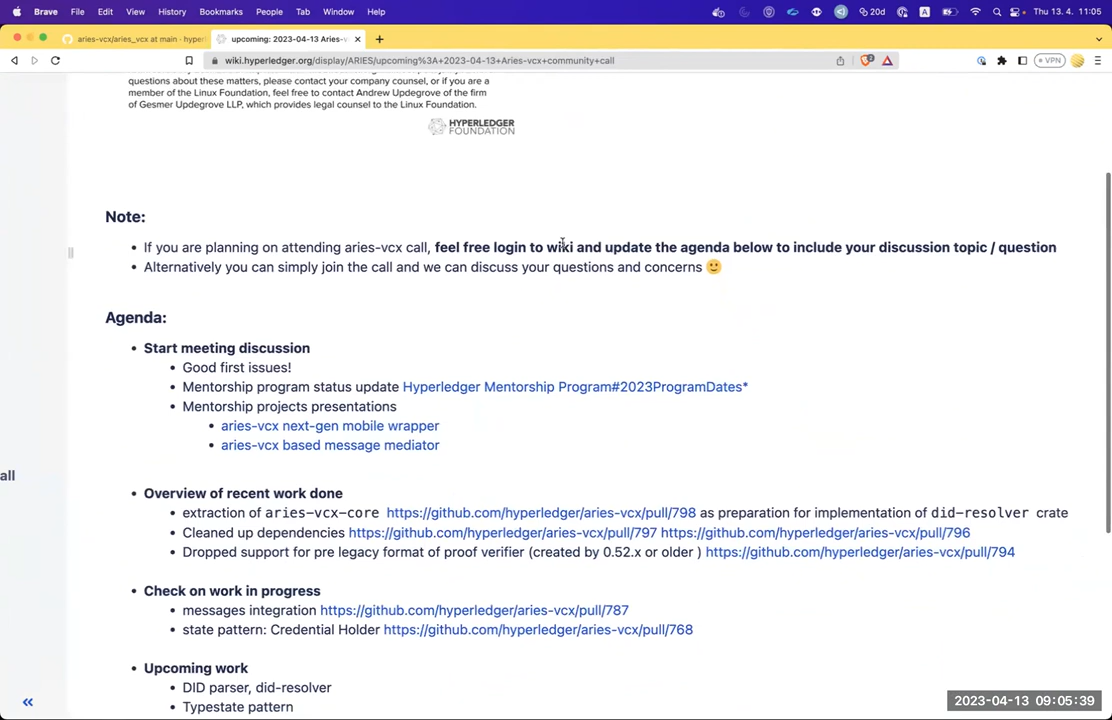 Brave File Edit View History Bookmarks People Tab Window Help 20d A Thu 13. 4. 11:05
aries-vcx/aries_vcx at main · hyper
upcoming: 2023-04-13 Aries-v
wiki.hyperledger.org/display/ARIES/upcoming%3A+2023-04-13+Aries-vcx+community+call
VPN
questions about these matters, please contact your company counsel, or if you are a
member of the Linux Foundation, feel free to contact Andrew Updegrove of the firm
of Gesmer Updegrove LLP, which provides legal counsel to the Linux Foundation.
HYPERLEDGER
FOUNDATION
Note:
• If you are planning on attending aries-vcx call, feel free login to wiki and update the agenda below to include your discussion topic / question
• Alternatively you can simply join the call and we can discuss your questions and concerns 🙂
Agenda:
• Start meeting discussion
• Good first issues!
• Mentorship program status update Hyperledger Mentorship Program#2023ProgramDates*
• Mentorship projects presentations
• aries-vcx next-gen mobile wrapper
• aries-vcx based message mediator
all
• Overview of recent work done
• extraction of aries-vcx-core https://github.com/hyperledger/aries-vcx/pull/798 as preparation for implementation of did-resolver crate
• Cleaned up dependencies https://github.com/hyperledger/aries-vcx/pull/797 https://github.com/hyperledger/aries-vcx/pull/796
• Dropped support for pre legacy format of proof verifier (created by 0.52.x or older ) https://github.com/hyperledger/aries-vcx/pull/794
• Check on work in progress
• messages integration https://github.com/hyperledger/aries-vcx/pull/787
• state pattern: Credential Holder https://github.com/hyperledger/aries-vcx/pull/768
• Upcoming work
• DID parser, did-resolver
• Typestate pattern
2023-04-13 09:05:39